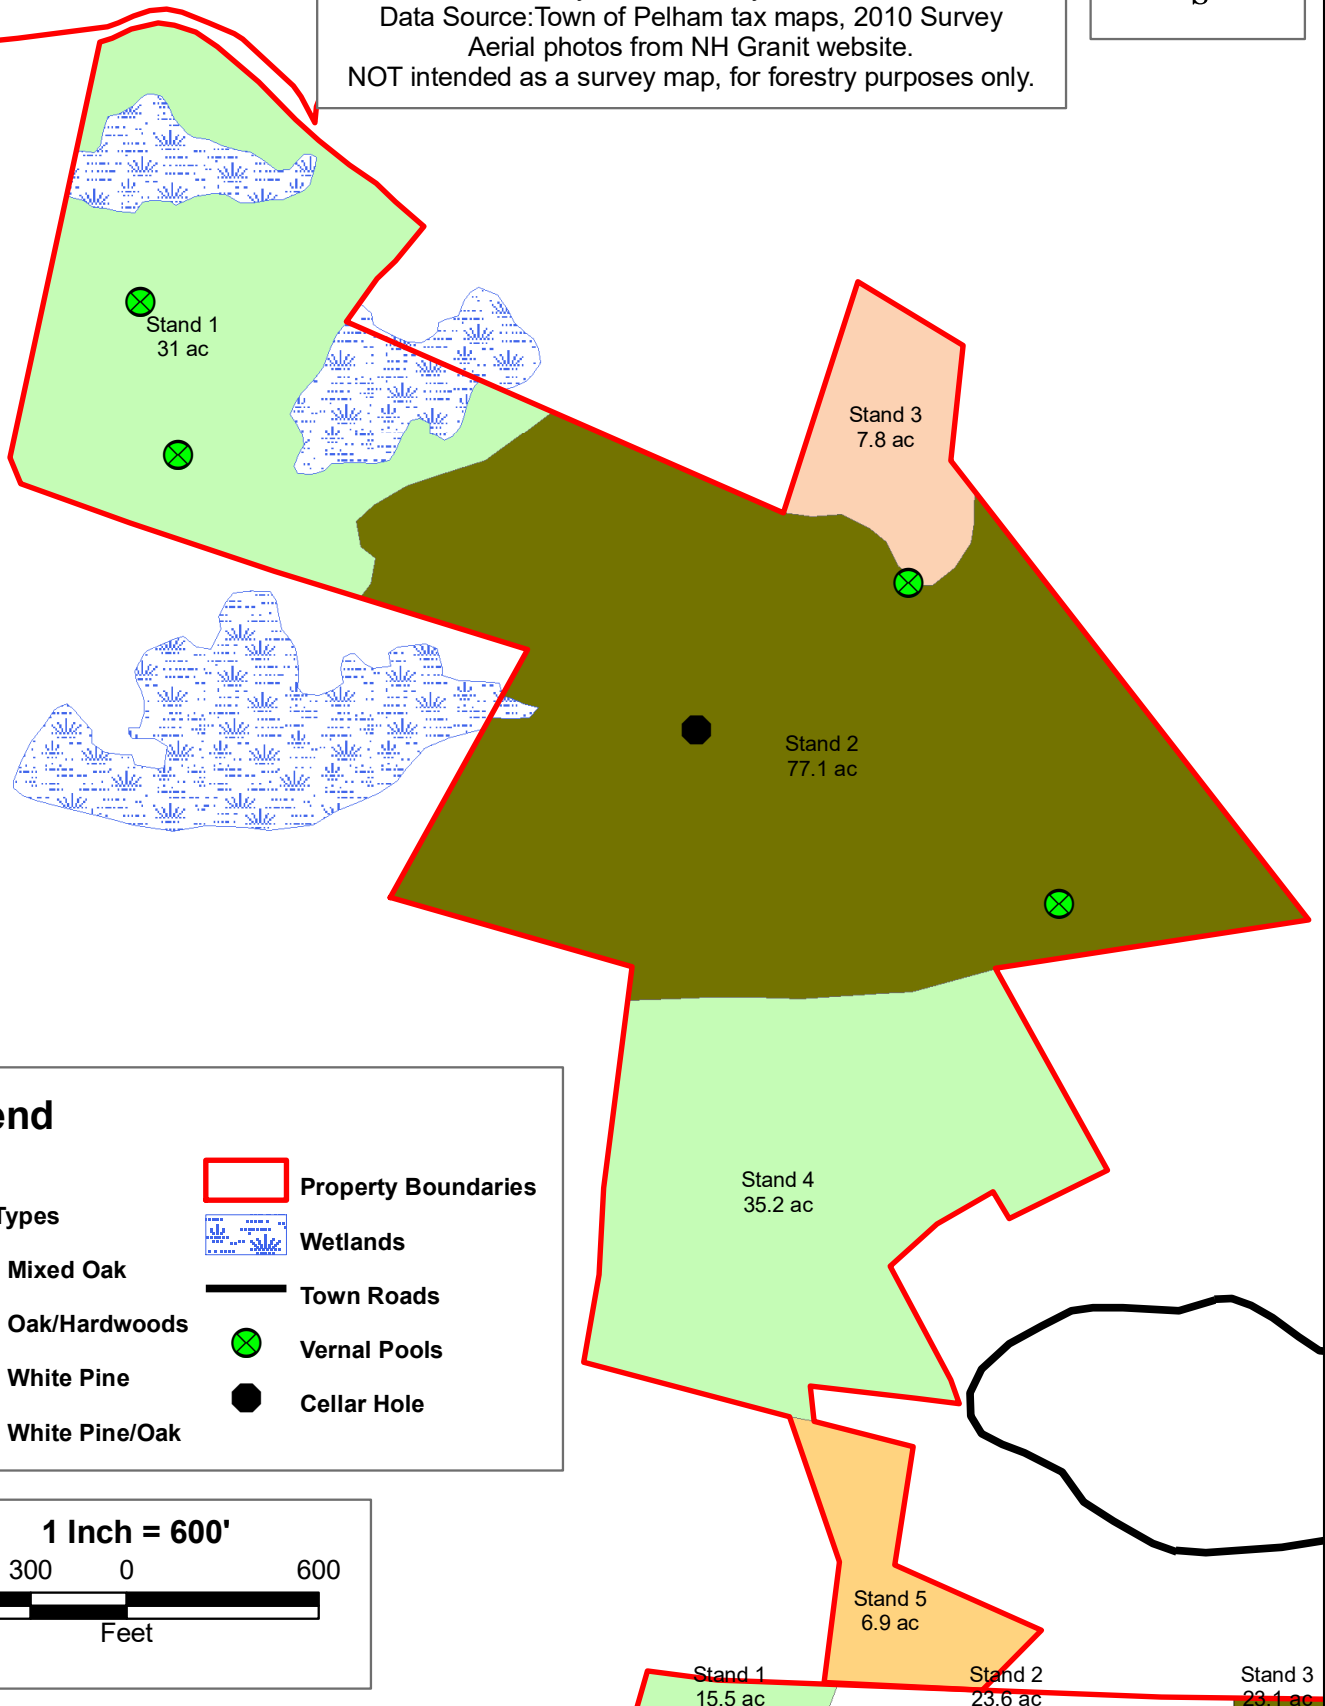 Data Source:Town of Pelham tax maps, 2010 Survey
Aerial photos from NH Granit website.
NOT intended as a survey map, for forestry purposes only.
Stand 1
31 ac
Stand 3
7.8 ac
Stand 2
77.1 ac
Stand 4
35.2 ac
end
Types
Mixed Oak
Oak/Hardwoods
White Pine
White Pine/Oak
Property Boundaries
Wetlands
Town Roads
Vernal Pools
Cellar Hole
1 Inch = 600'
300 0 600
Feet
Stand 5
6.9 ac
Stand 1
15.5 ac
Stand 2
23.6 ac
Stand 3
23.1 ac